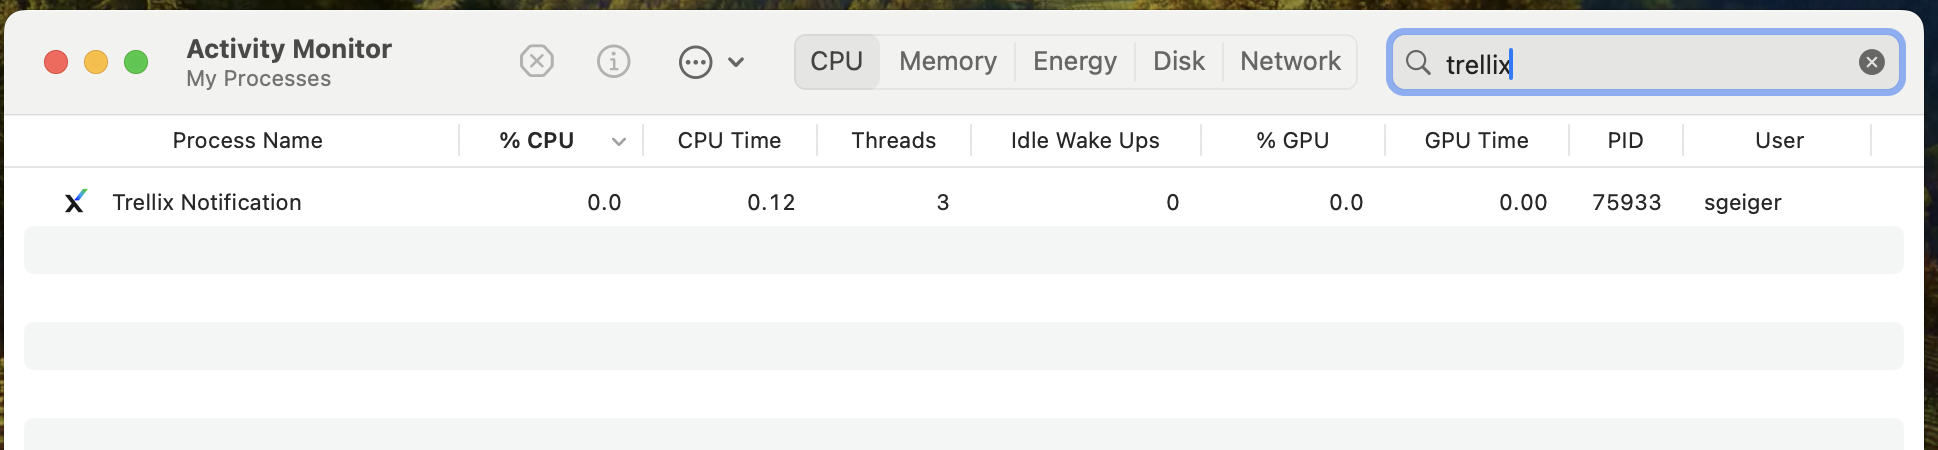 Activity Monitor
My Processes
CPU Memory Energy Disk Network
trellix
Process Name % CPU CPU Time Threads Idle Wake Ups % GPU GPU Time PID User
Trellix Notification 0.0 0.12 3 0 0.0 0.00 75933 sgeiger